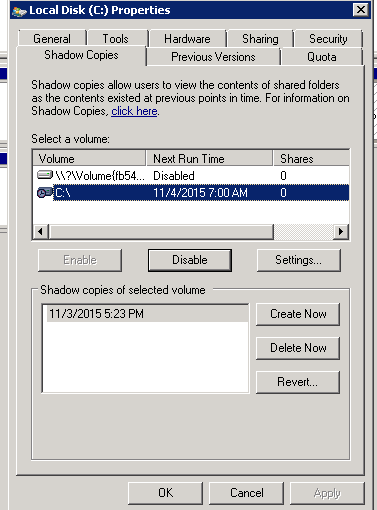 Local Disk (C:) Properties
General
Tools
Hardware
Sharing
Security
Shadow Copies
Previous Versions
Quota
Shadow copies allow users to view the contents of shared folders
as the contents existed at previous points in time. For information on
Shadow Copies, click here.
Select a volume:
Volume Next Run Time Shares
\\?\Volume{fb54... Disabled 0
C:\ 11/4/2015 7:00 AM 0
Enable
Disable
Settings...
Shadow copies of selected volume
11/3/2015 5:23 PM
Create Now
Delete Now
Revert...
OK
Cancel
Apply